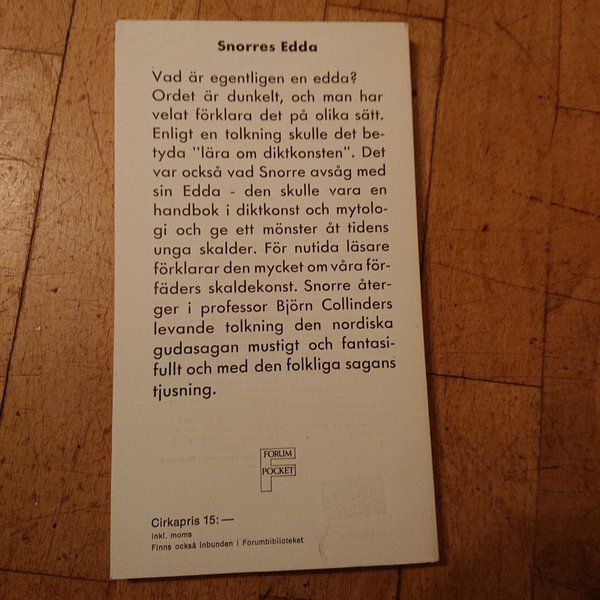 Snorres Edda
Vad är egentligen en edda?
Ordet är dunkelt, och man har
velat förklara det på olika sätt.
Enligt en tolkning skulle det be-
tyda "lära om diktkonsten". Det
var också vad Snorre avsåg med
sin Edda - den skulle vara en
handbok i diktkonst och mytolo-
gi och ge ett mönster åt tidens
unga skalder. För nutida läsare
förklarar den mycket om våra för-
fäders skaldekonst. Snorre åter-
ger i professor Björn Collinders
levande tolkning den nordiska
gudasagan mustigt och fantasi-
fullt och med den folkliga sagans
tjusning.
FORUM
POCKET
Cirkapris 15:—
inkl. moms
Finns också inbunden i Forumbiblioteket